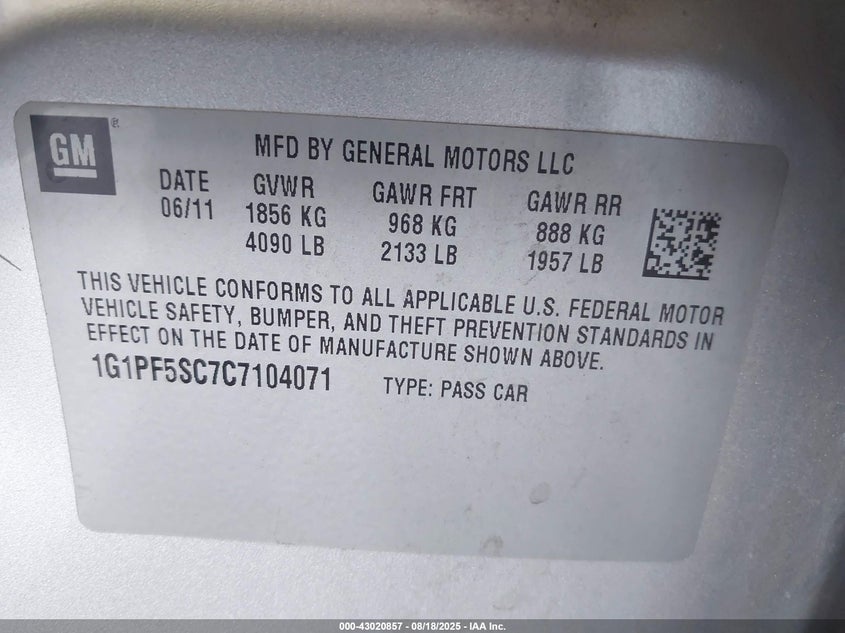 GM ®
MFD BY GENERAL MOTORS LLC
DATE GVWR GAWR FRT GAWR RR
06/11 1856 KG 968 KG 888 KG
4090 LB 2133 LB 1957 LB
THIS VEHICLE CONFORMS TO ALL APPLICABLE U.S. FEDERAL MOTOR
VEHICLE SAFETY, BUMPER, AND THEFT PREVENTION STANDARDS IN
EFFECT ON THE DATE OF MANUFACTURE SHOWN ABOVE.
1G1PF5SC7C7104071 TYPE: PASS CAR
000-43020857 - 08/18/2025 - IAA Inc.